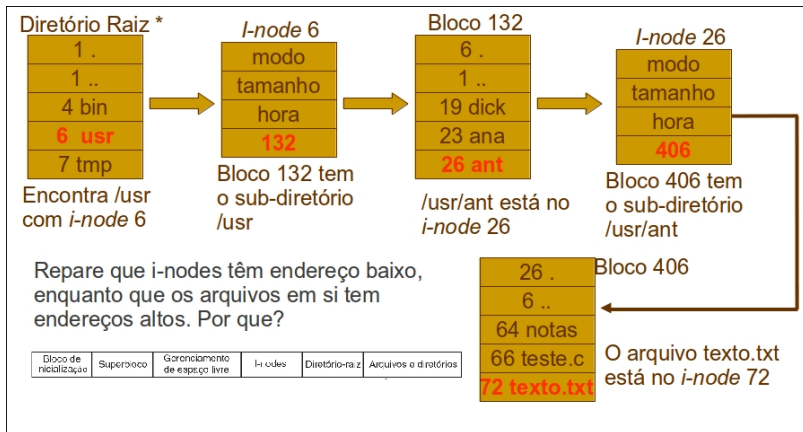 Diretório Raiz *
1 .
1 ..
4 bin
6 usr
7 tmp
Encontra /usr
com i-node 6
I-node 6
modo
tamanho
hora
132
Bloco 132 tem
o sub-diretório
/usr
Bloco 132
6 .
1 ..
19 dick
23 ana
26 ant
/usr/ant está no
i-node 26
I-node 26
modo
tamanho
hora
406
Bloco 406 tem
o sub-diretório
/usr/ant
Repare que i-nodes têm endereço baixo,
enquanto que os arquivos em si tem
endereços altos. Por que?
Bloco de
nicialização
Superbloco
Gerenciamento
de espaço livre
I-nodes
Diretório-raiz
Arquivos e diretórios
Bloco 406
26 .
6 ..
64 notas
66 teste.c
72 texto.txt
O arquivo texto.txt
está no i-node 72